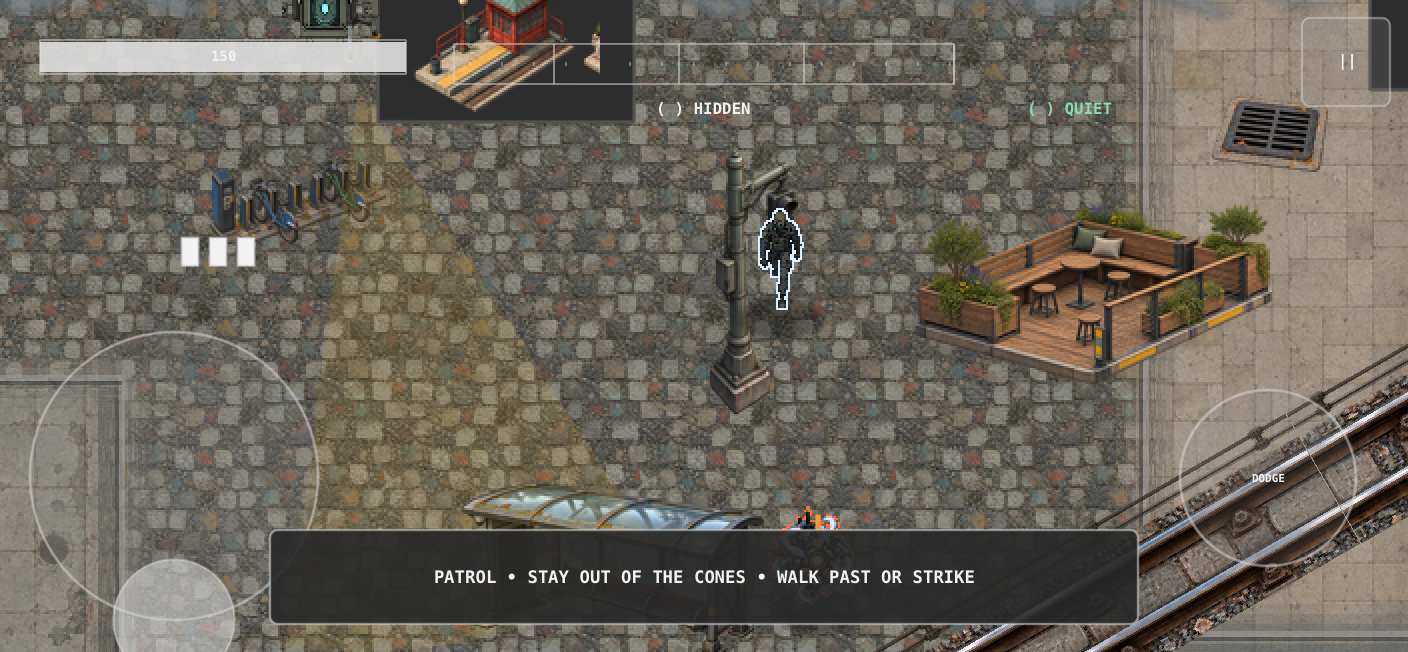 150
( ) HIDDEN
( ) QUIET
DODGE
PATROL • STAY OUT OF THE CONES • WALK PAST OR STRIKE